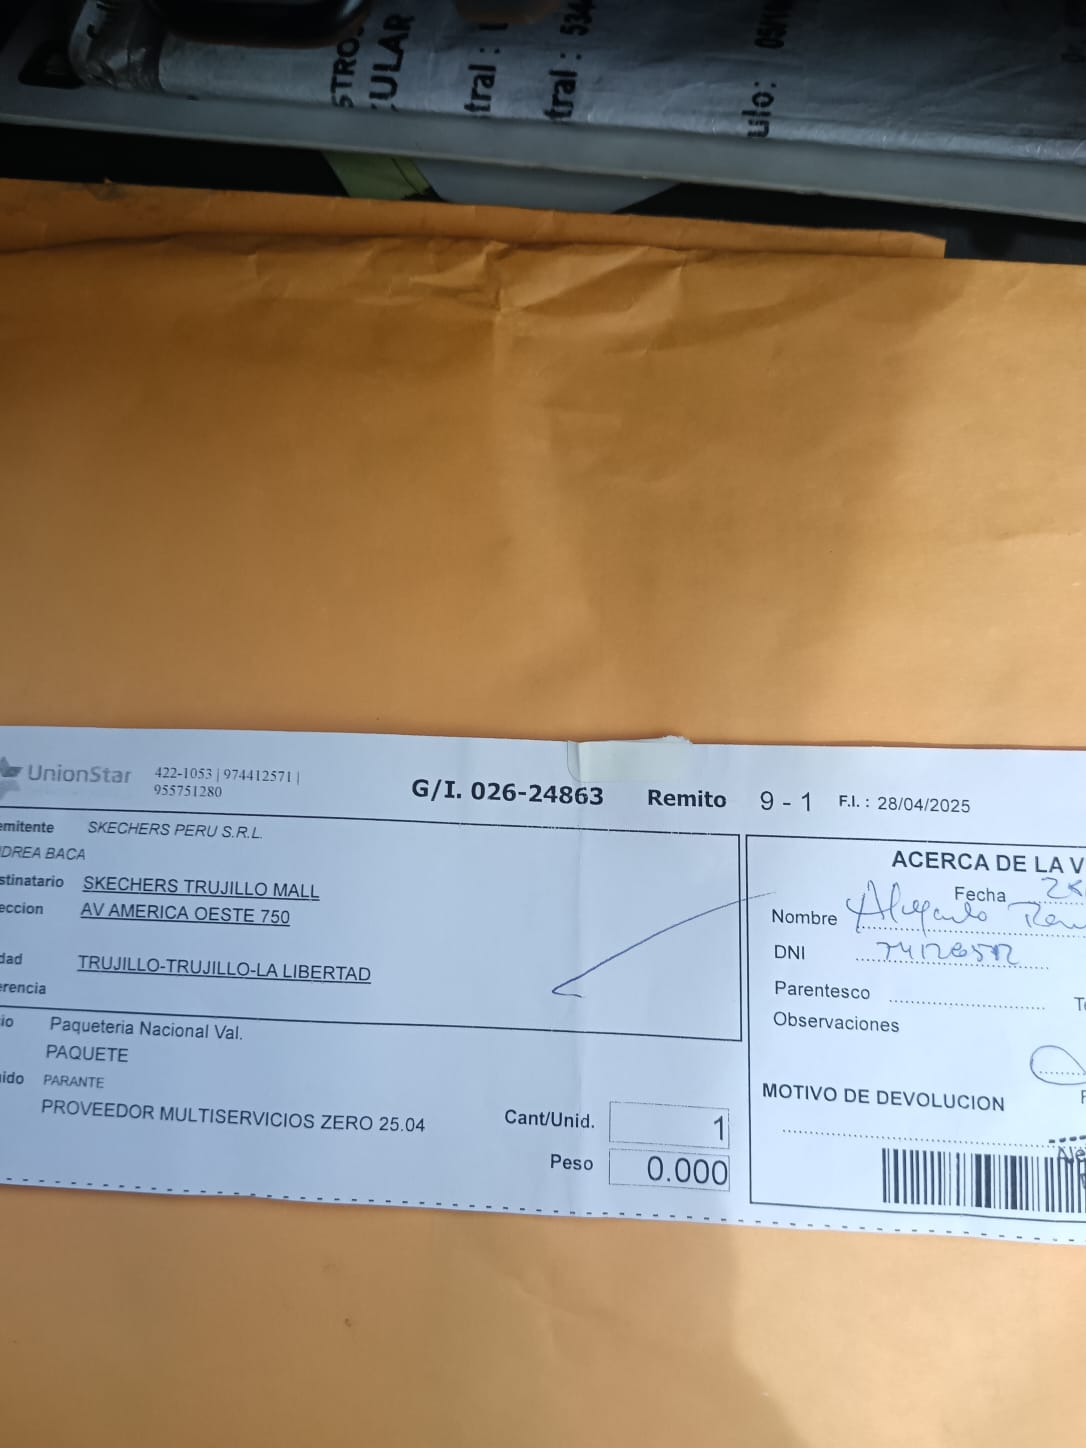 STRO
ULAR
tral :
tral : 534
ulo: 051
UnionStar
422-1053 | 974412571 |
955751280
G/I. 026-24863
Remito 9 - 1
F.I. : 28/04/2025
emitente SKECHERS PERU S.R.L.
DREA BACA
stinatario SKECHERS TRUJILLO MALL
eccion AV AMERICA OESTE 750
dad TRUJILLO-TRUJILLO-LA LIBERTAD
erencia
io Paqueteria Nacional Val.
PAQUETE
ido PARANTE
PROVEEDOR MULTISERVICIOS ZERO 25.04
Cant/Unid. 1
Peso 0.000
ACERCA DE LA V
Fecha
Nombre
DNI
Parentesco
Observaciones
MOTIVO DE DEVOLUCION
Ale